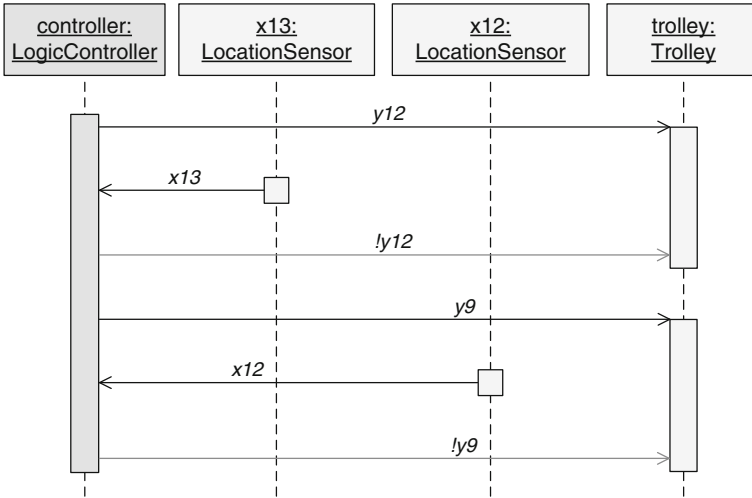 controller:
LogicController
x13:
LocationSensor
x12:
LocationSensor
trolley:
Trolley
y12
x13
!y12
y9
x12
!y9